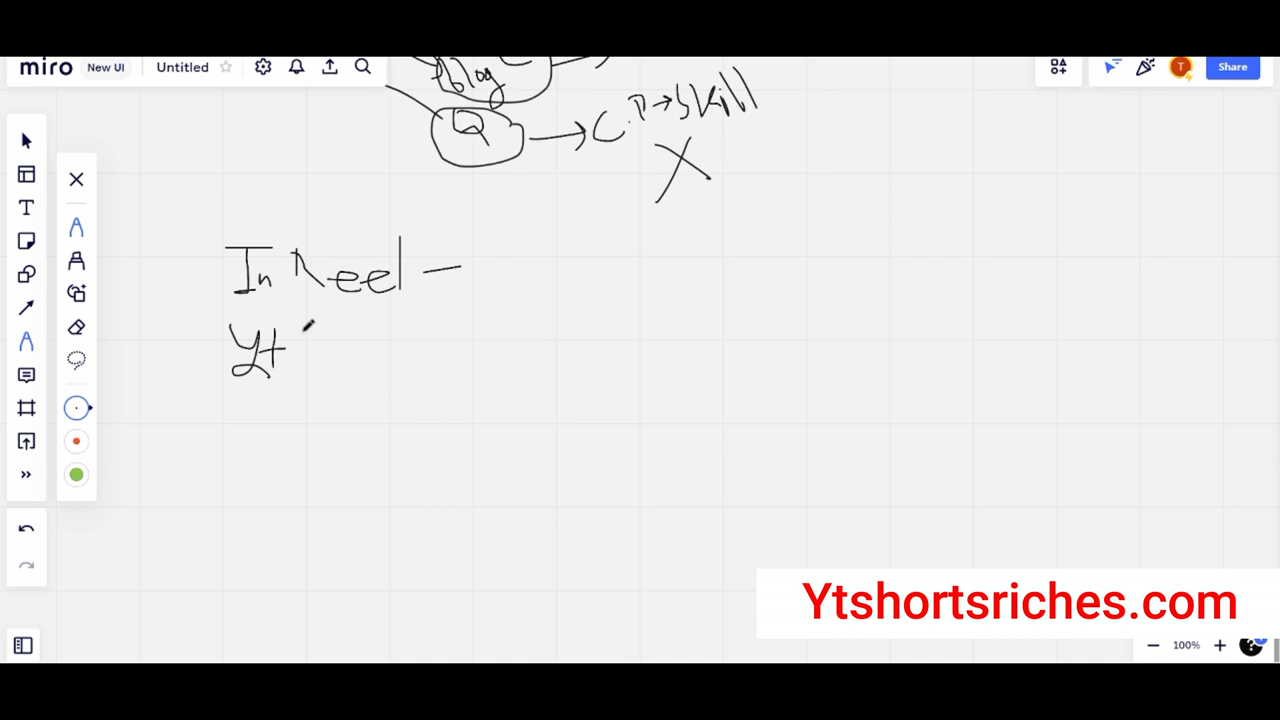 miro New UI Untitled Share
Blog
Q → C.P → Skill
X
In Reel —
Yt
Ytshortsriches.com
100%
T